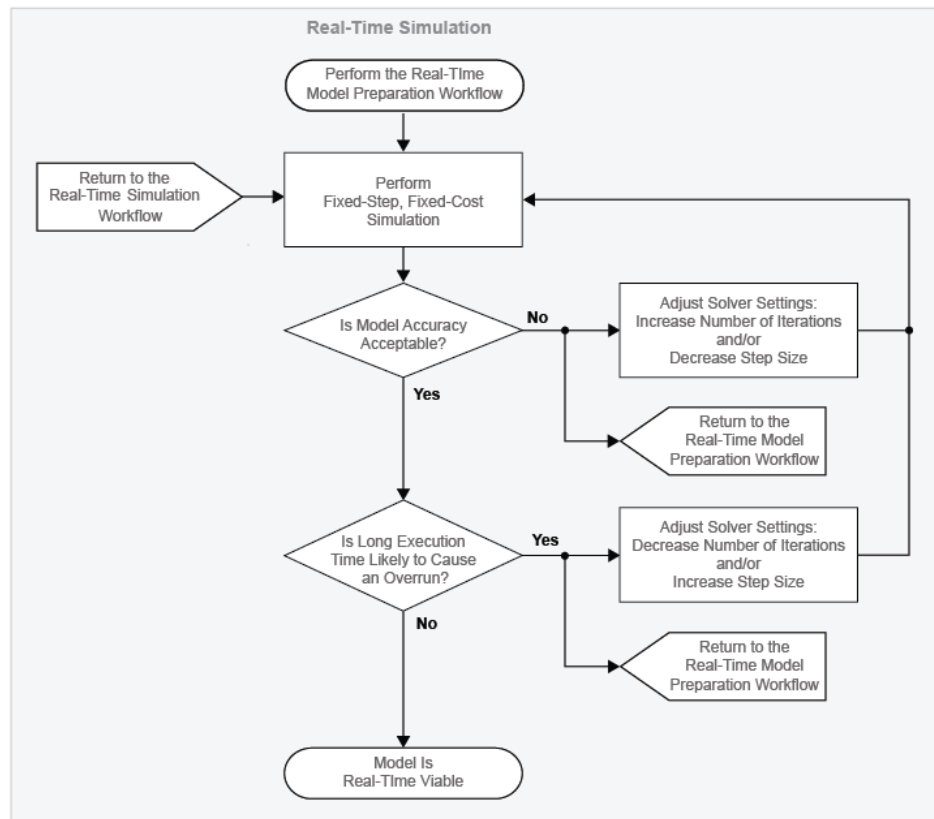 Real-Time Simulation
Perform the Real-TIme
Model Preparation Workflow
Return to the
Real-Time Simulation
Workflow
Perform
Fixed-Step, Fixed-Cost
Simulation
Is Model Accuracy
Acceptable?
No
Adjust Solver Settings:
Increase Number of Iterations
and/or
Decrease Step Size
Yes
Return to the
Real-Time Model
Preparation Workflow
Is Long Execution
Time Likely to Cause
an Overrun?
Yes
Adjust Solver Settings:
Decrease Number of Iterations
and/or
Increase Step Size
No
Return to the
Real-Time Model
Preparation Workflow
Model Is
Real-TIme Viable